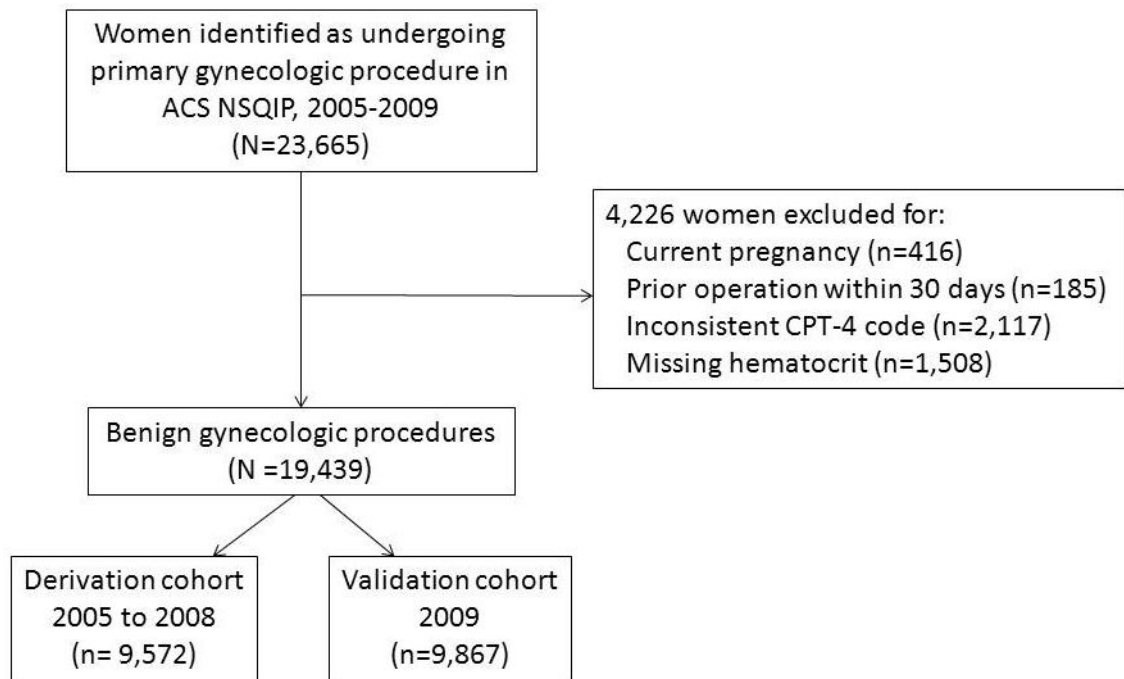 Women identified as undergoing
primary gynecologic procedure in
ACS NSQIP, 2005-2009
(N=23,665)
4,226 women excluded for:
Current pregnancy (n=416)
Prior operation within 30 days (n=185)
Inconsistent CPT-4 code (n=2,117)
Missing hematocrit (n=1,508)
Benign gynecologic procedures
(N =19,439)
Derivation cohort
2005 to 2008
(n= 9,572)
Validation cohort
2009
(n=9,867)